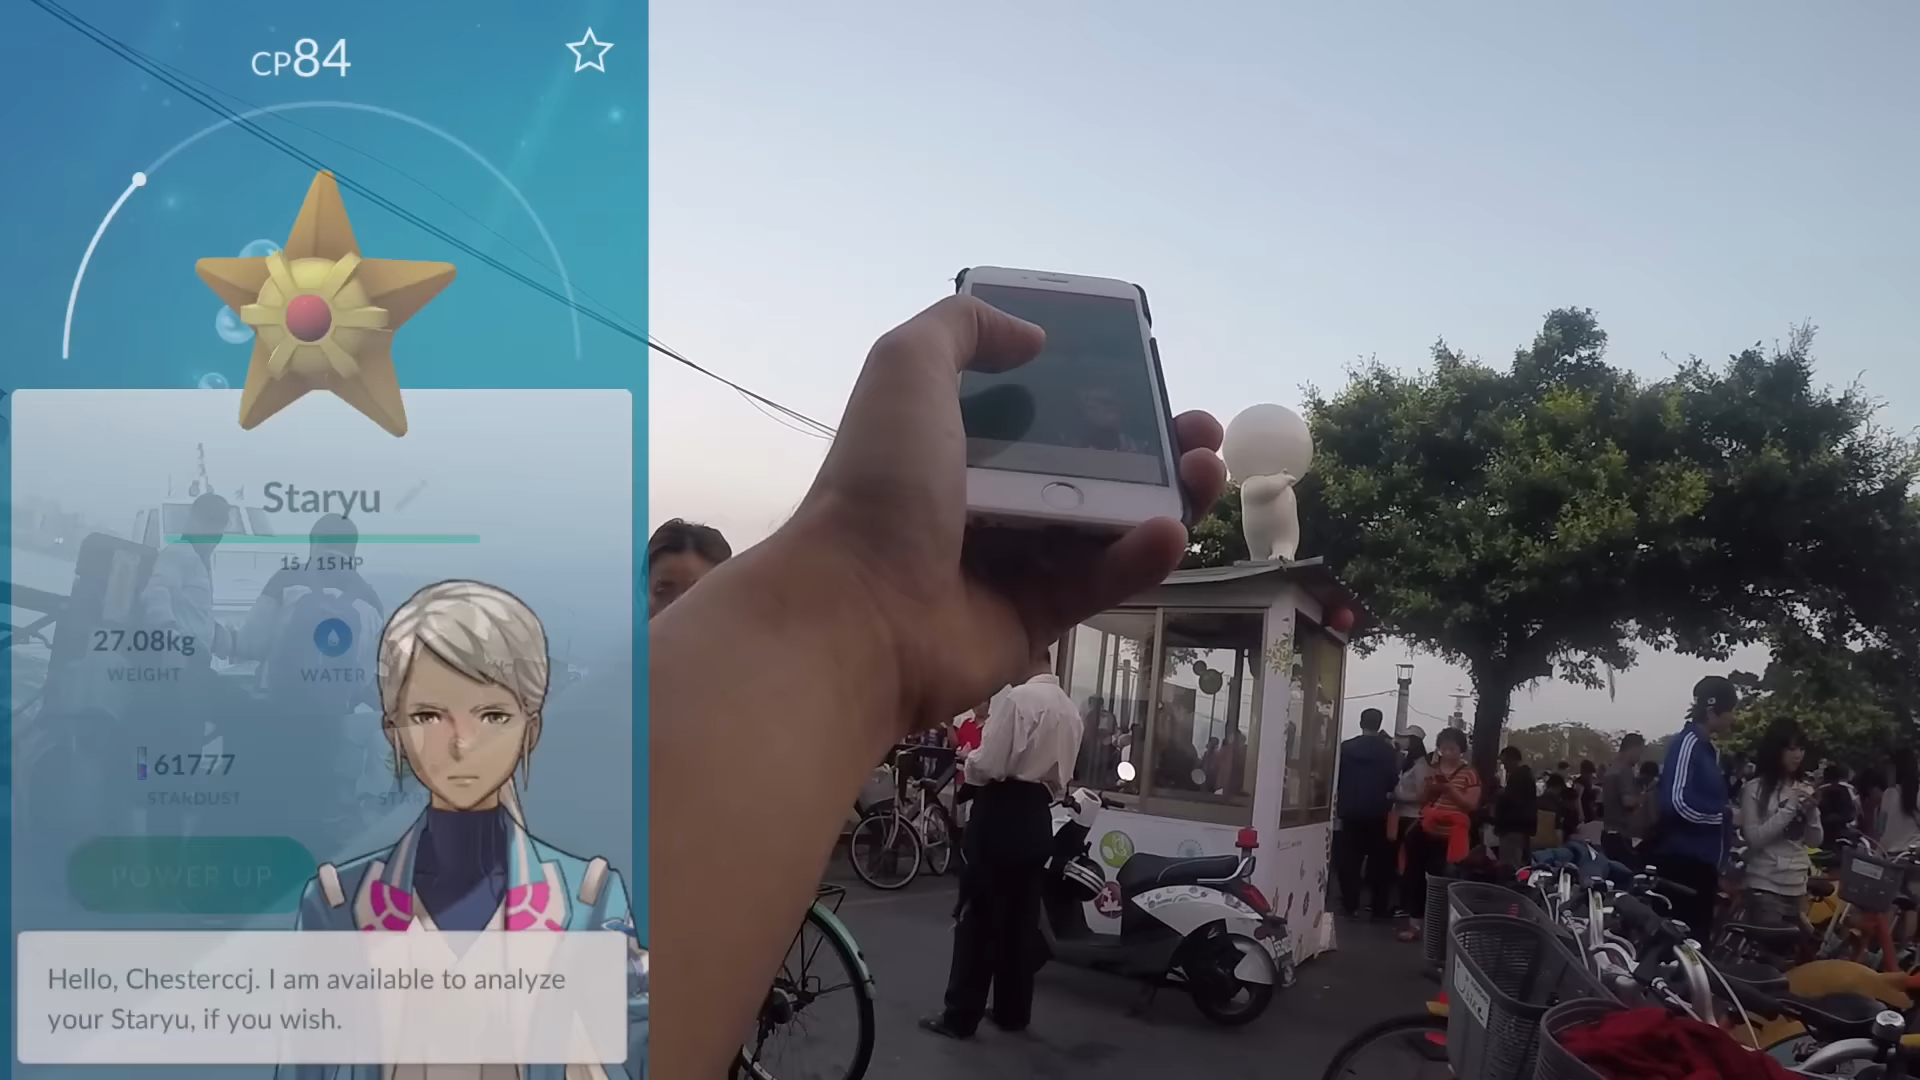 CP84
Staryu
15 / 15 HP
27.08kg
WEIGHT
WATER
61777
STARDUST
STAR
POWER UP
Hello, Chesterccj. I am available to analyze
your Staryu, if you wish.